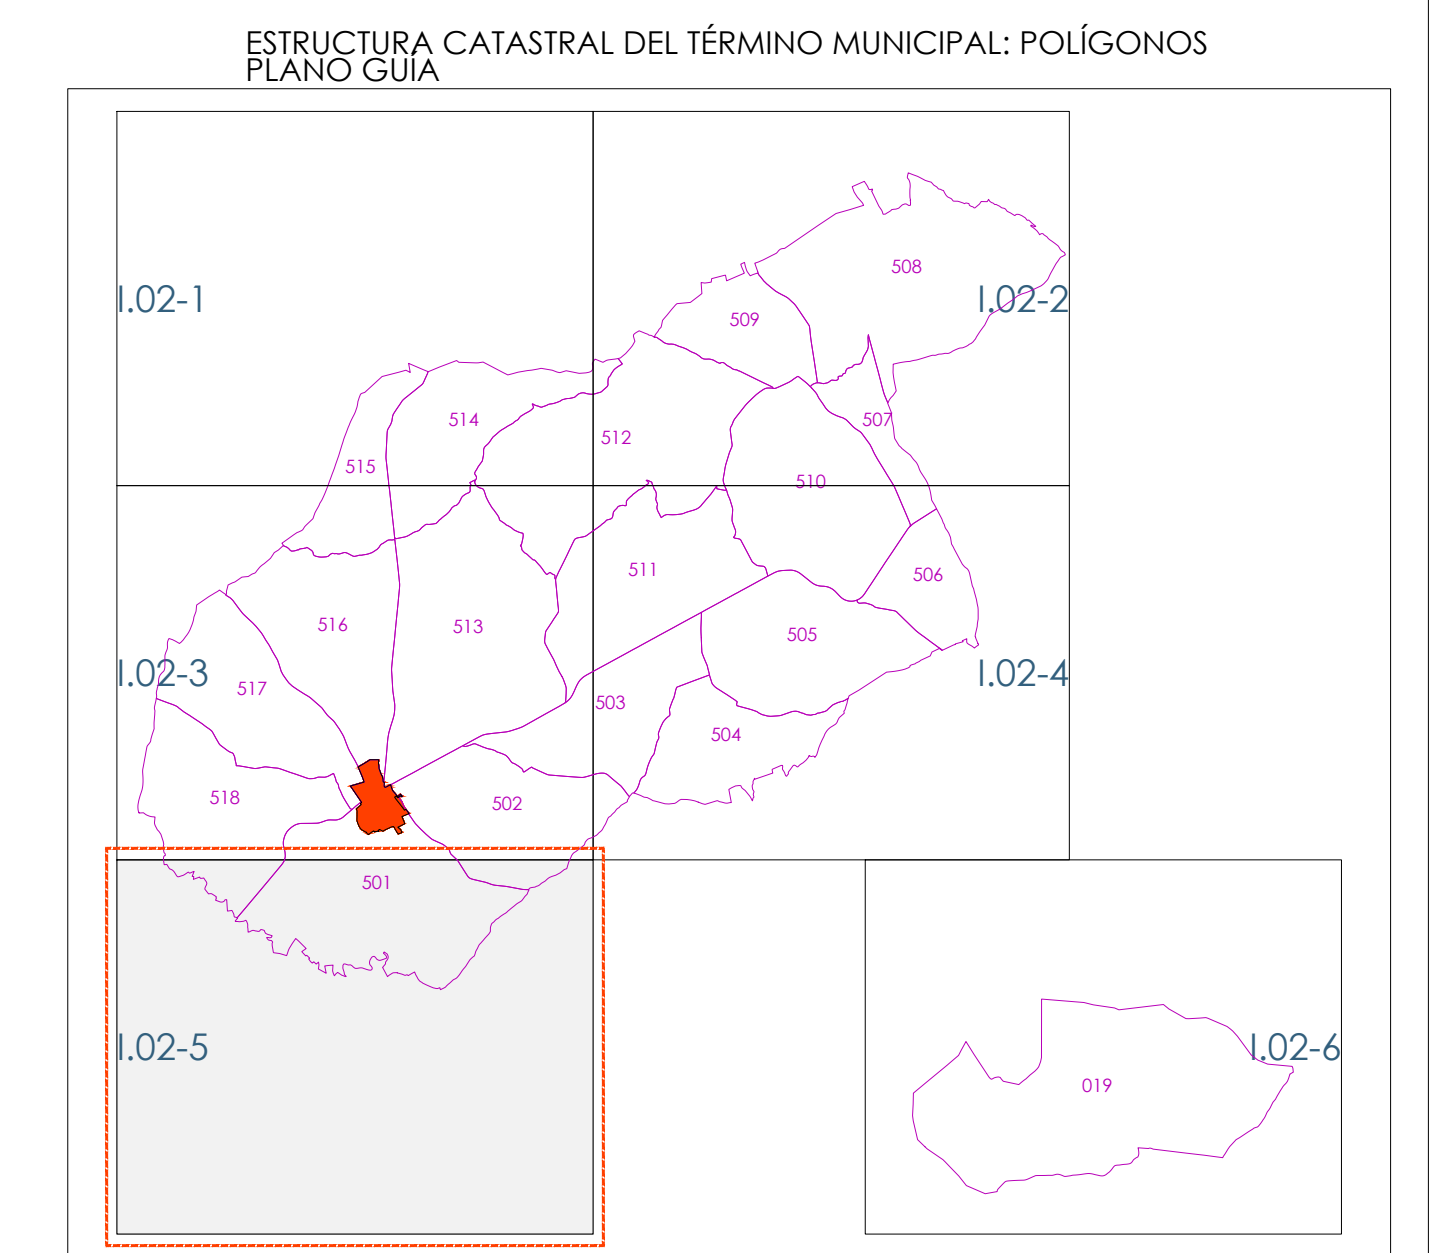 ESTRUCTURA CATASTRAL DEL TÉRMINO MUNICIPAL: POLÍGONOS
PLANO GUÍA
508
I.02-1
I.02-2
509
514
507
512
515
510
511
506
516
513
505
I.02-3
517
I.02-4
503
504
518
502
501
I.02-5
I.02-6
019